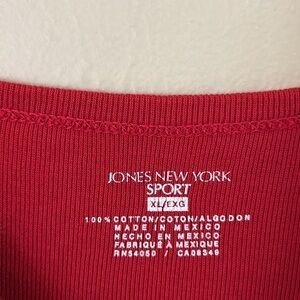 JONES NEW YORK
SPORT
XL/EXG
100% COTTON/COTON/ALGODON
MADE IN MEXICO
HECHO EN MEXICO
FABRIQUÉ À MEXIQUE
RN54050 / CA08349